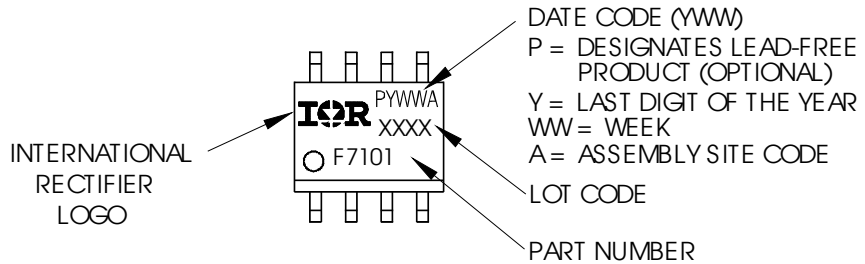 DATE CODE (YWW)
P = DESIGNATES LEAD-FREE
PRODUCT (OPTIONAL)
Y = LAST DIGIT OF THE YEAR
WW = WEEK
A = ASSEMBLY SITE CODE
LOT CODE
PART NUMBER
INTERNATIONAL
RECTIFIER
LOGO
IOR
PYWWA
XXXX
F7101